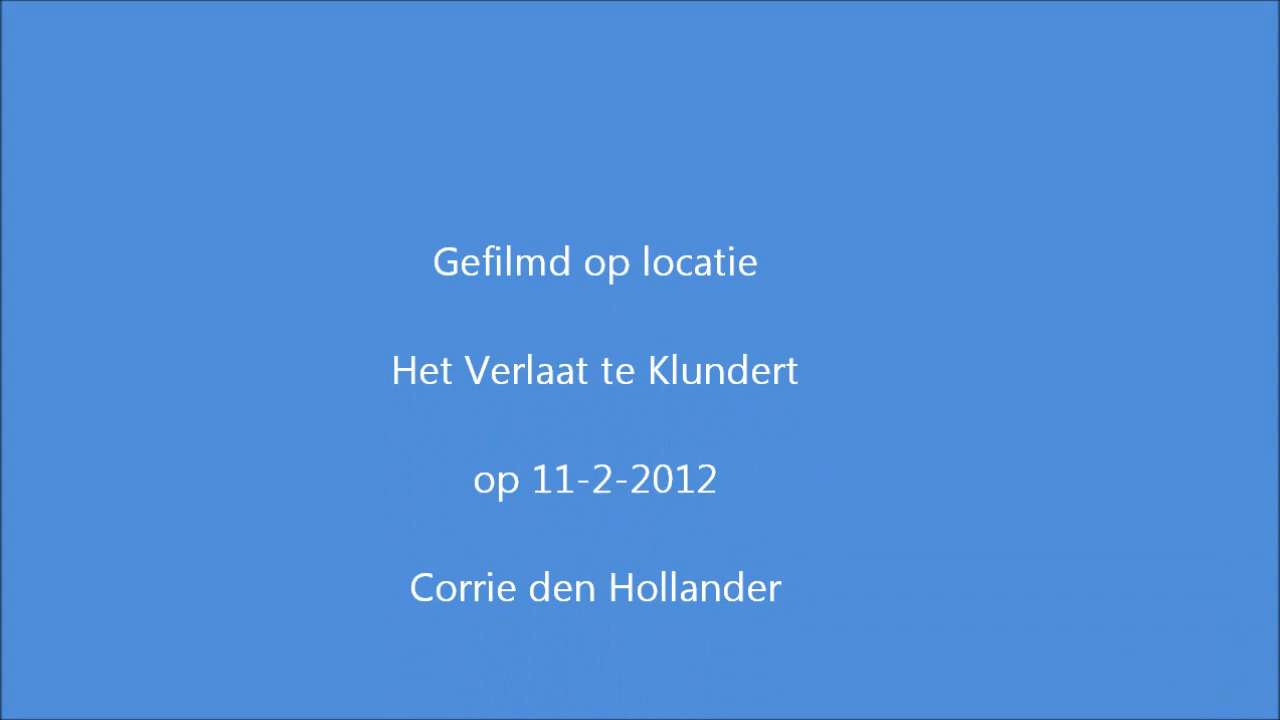 Gefilmd op locatie
Het Verlaat te Klundert
op 11-2-2012
Corrie den Hollander